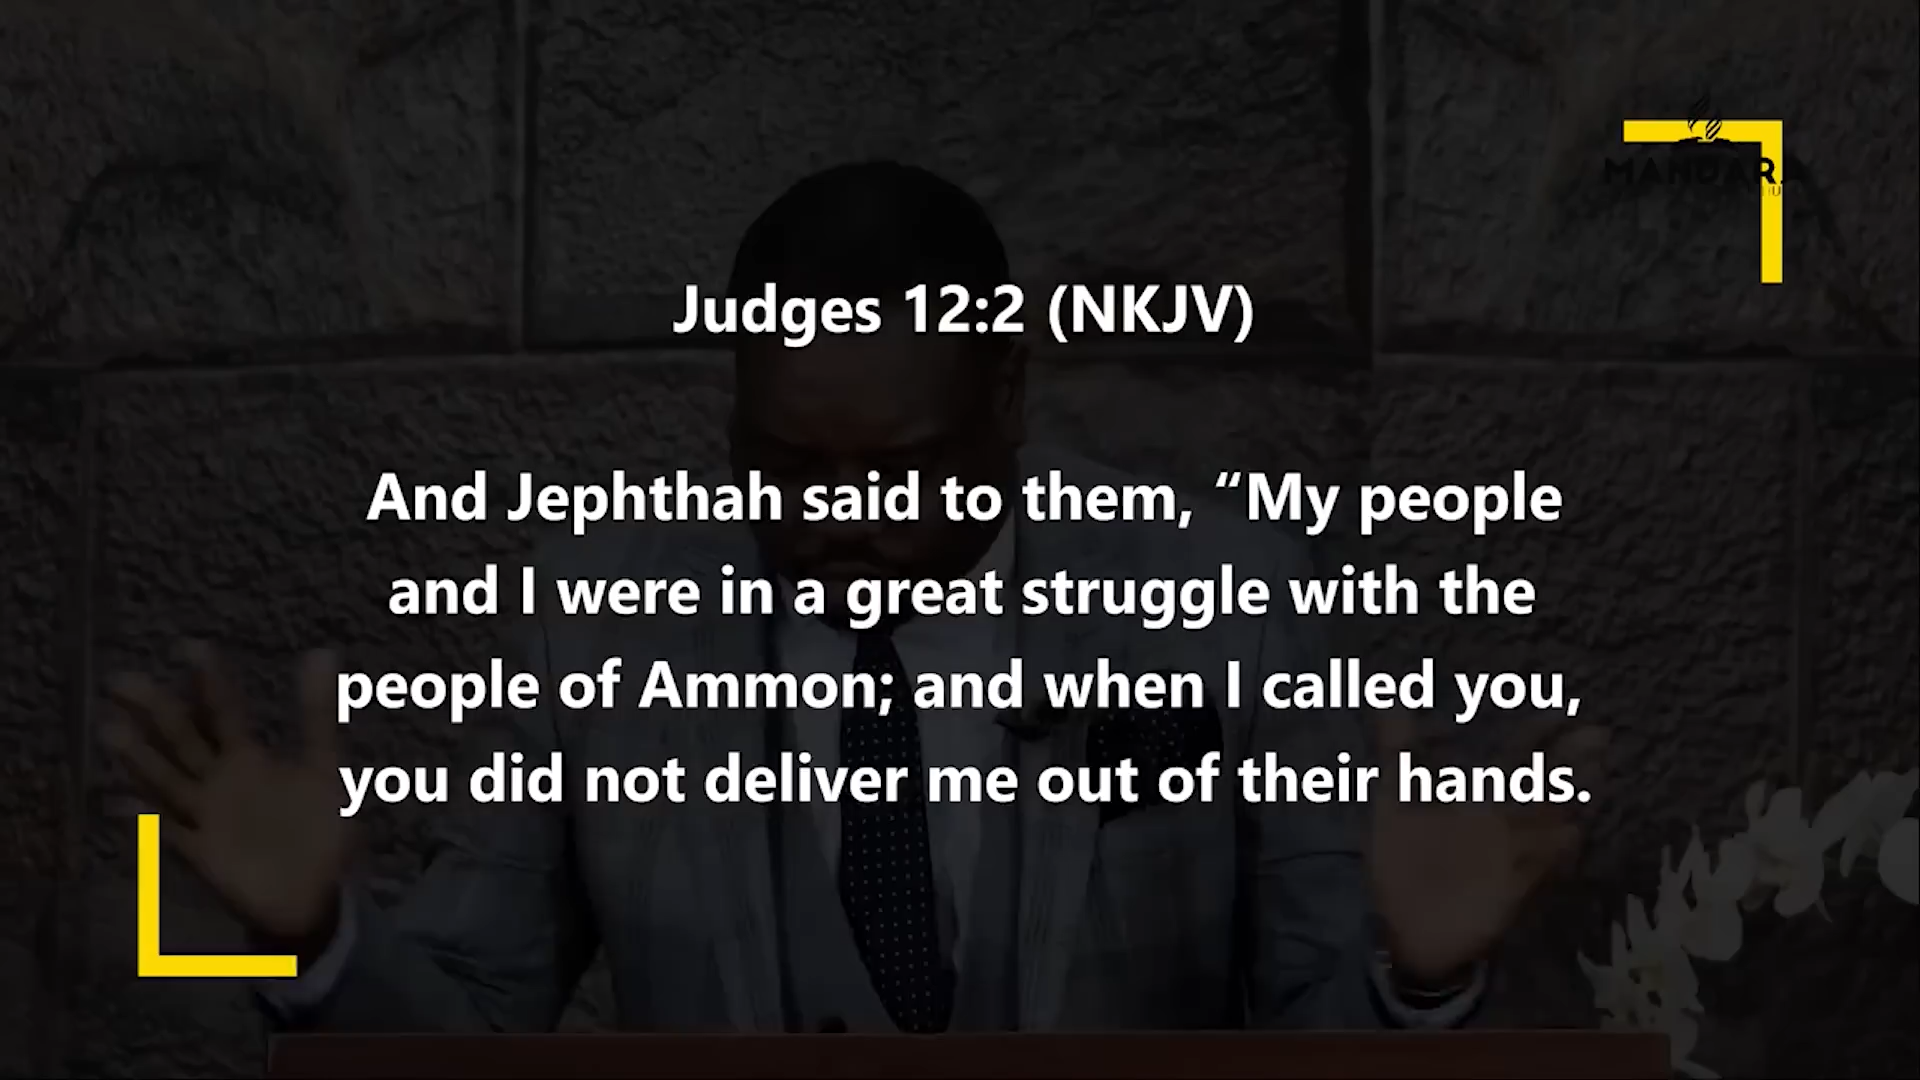 Judges 12:2 (NKJV)
And Jephthah said to them, “My people
and I were in a great struggle with the
people of Ammon; and when I called you,
you did not deliver me out of their hands.